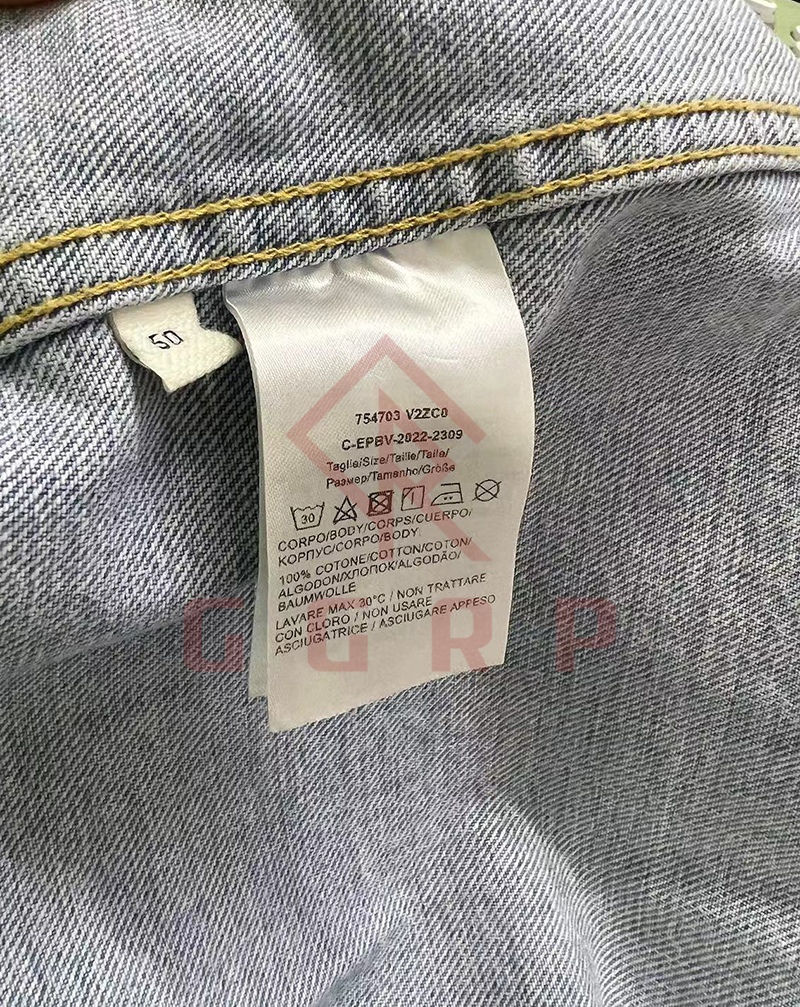 50
754703 V2ZC0
C-EPBV-2022-2309
Taglia/Size/Taille/Talla/
Размер/Tamanho/Größe
30
CORPO/BODY/CORPS/CUERPO/
КОРПУС/CORPO/BODY
100% COTONE/COTTON/COTON/
ALGODON/ХЛОПОК/ALGODÃO/
BAUMWOLLE
LAVARE MAX 30°C / NON TRATTARE
CON CLORO / NON USARE
ASCIUGATRICE / ASCIUGARE APPESO
GGRP